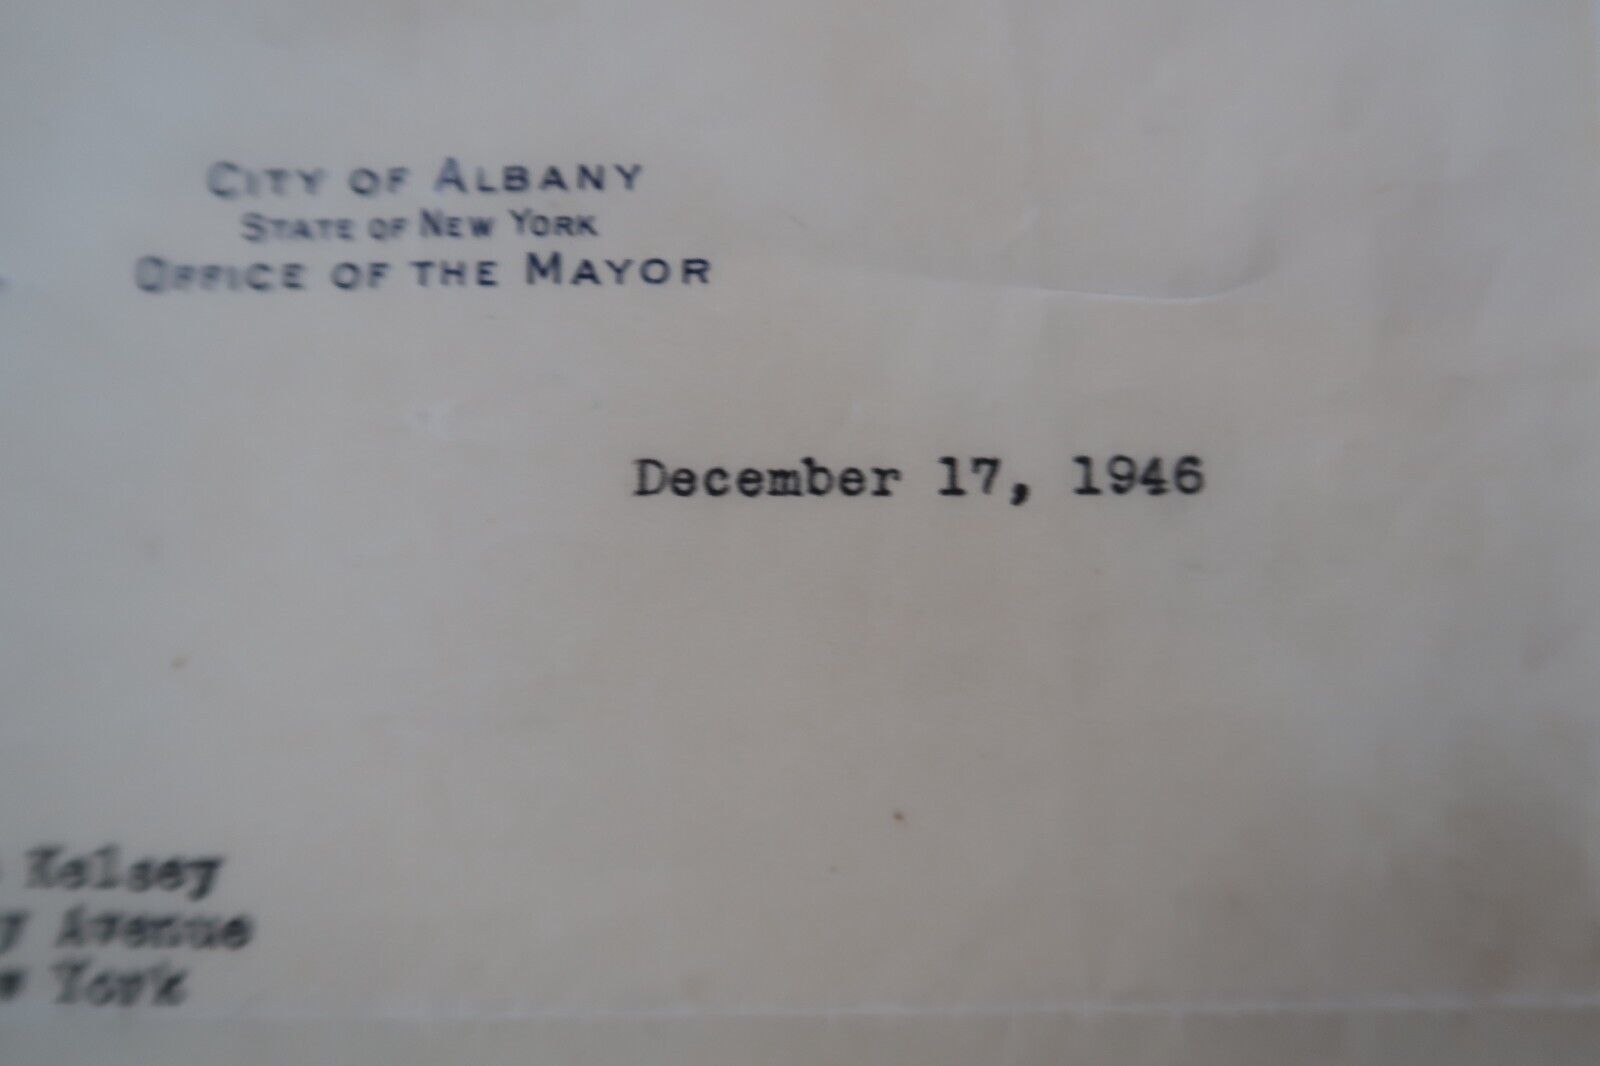 CITY OF ALBANY
STATE OF NEW YORK
OFFICE OF THE MAYOR
December 17, 1946
Kelsey
y Avenue
w York